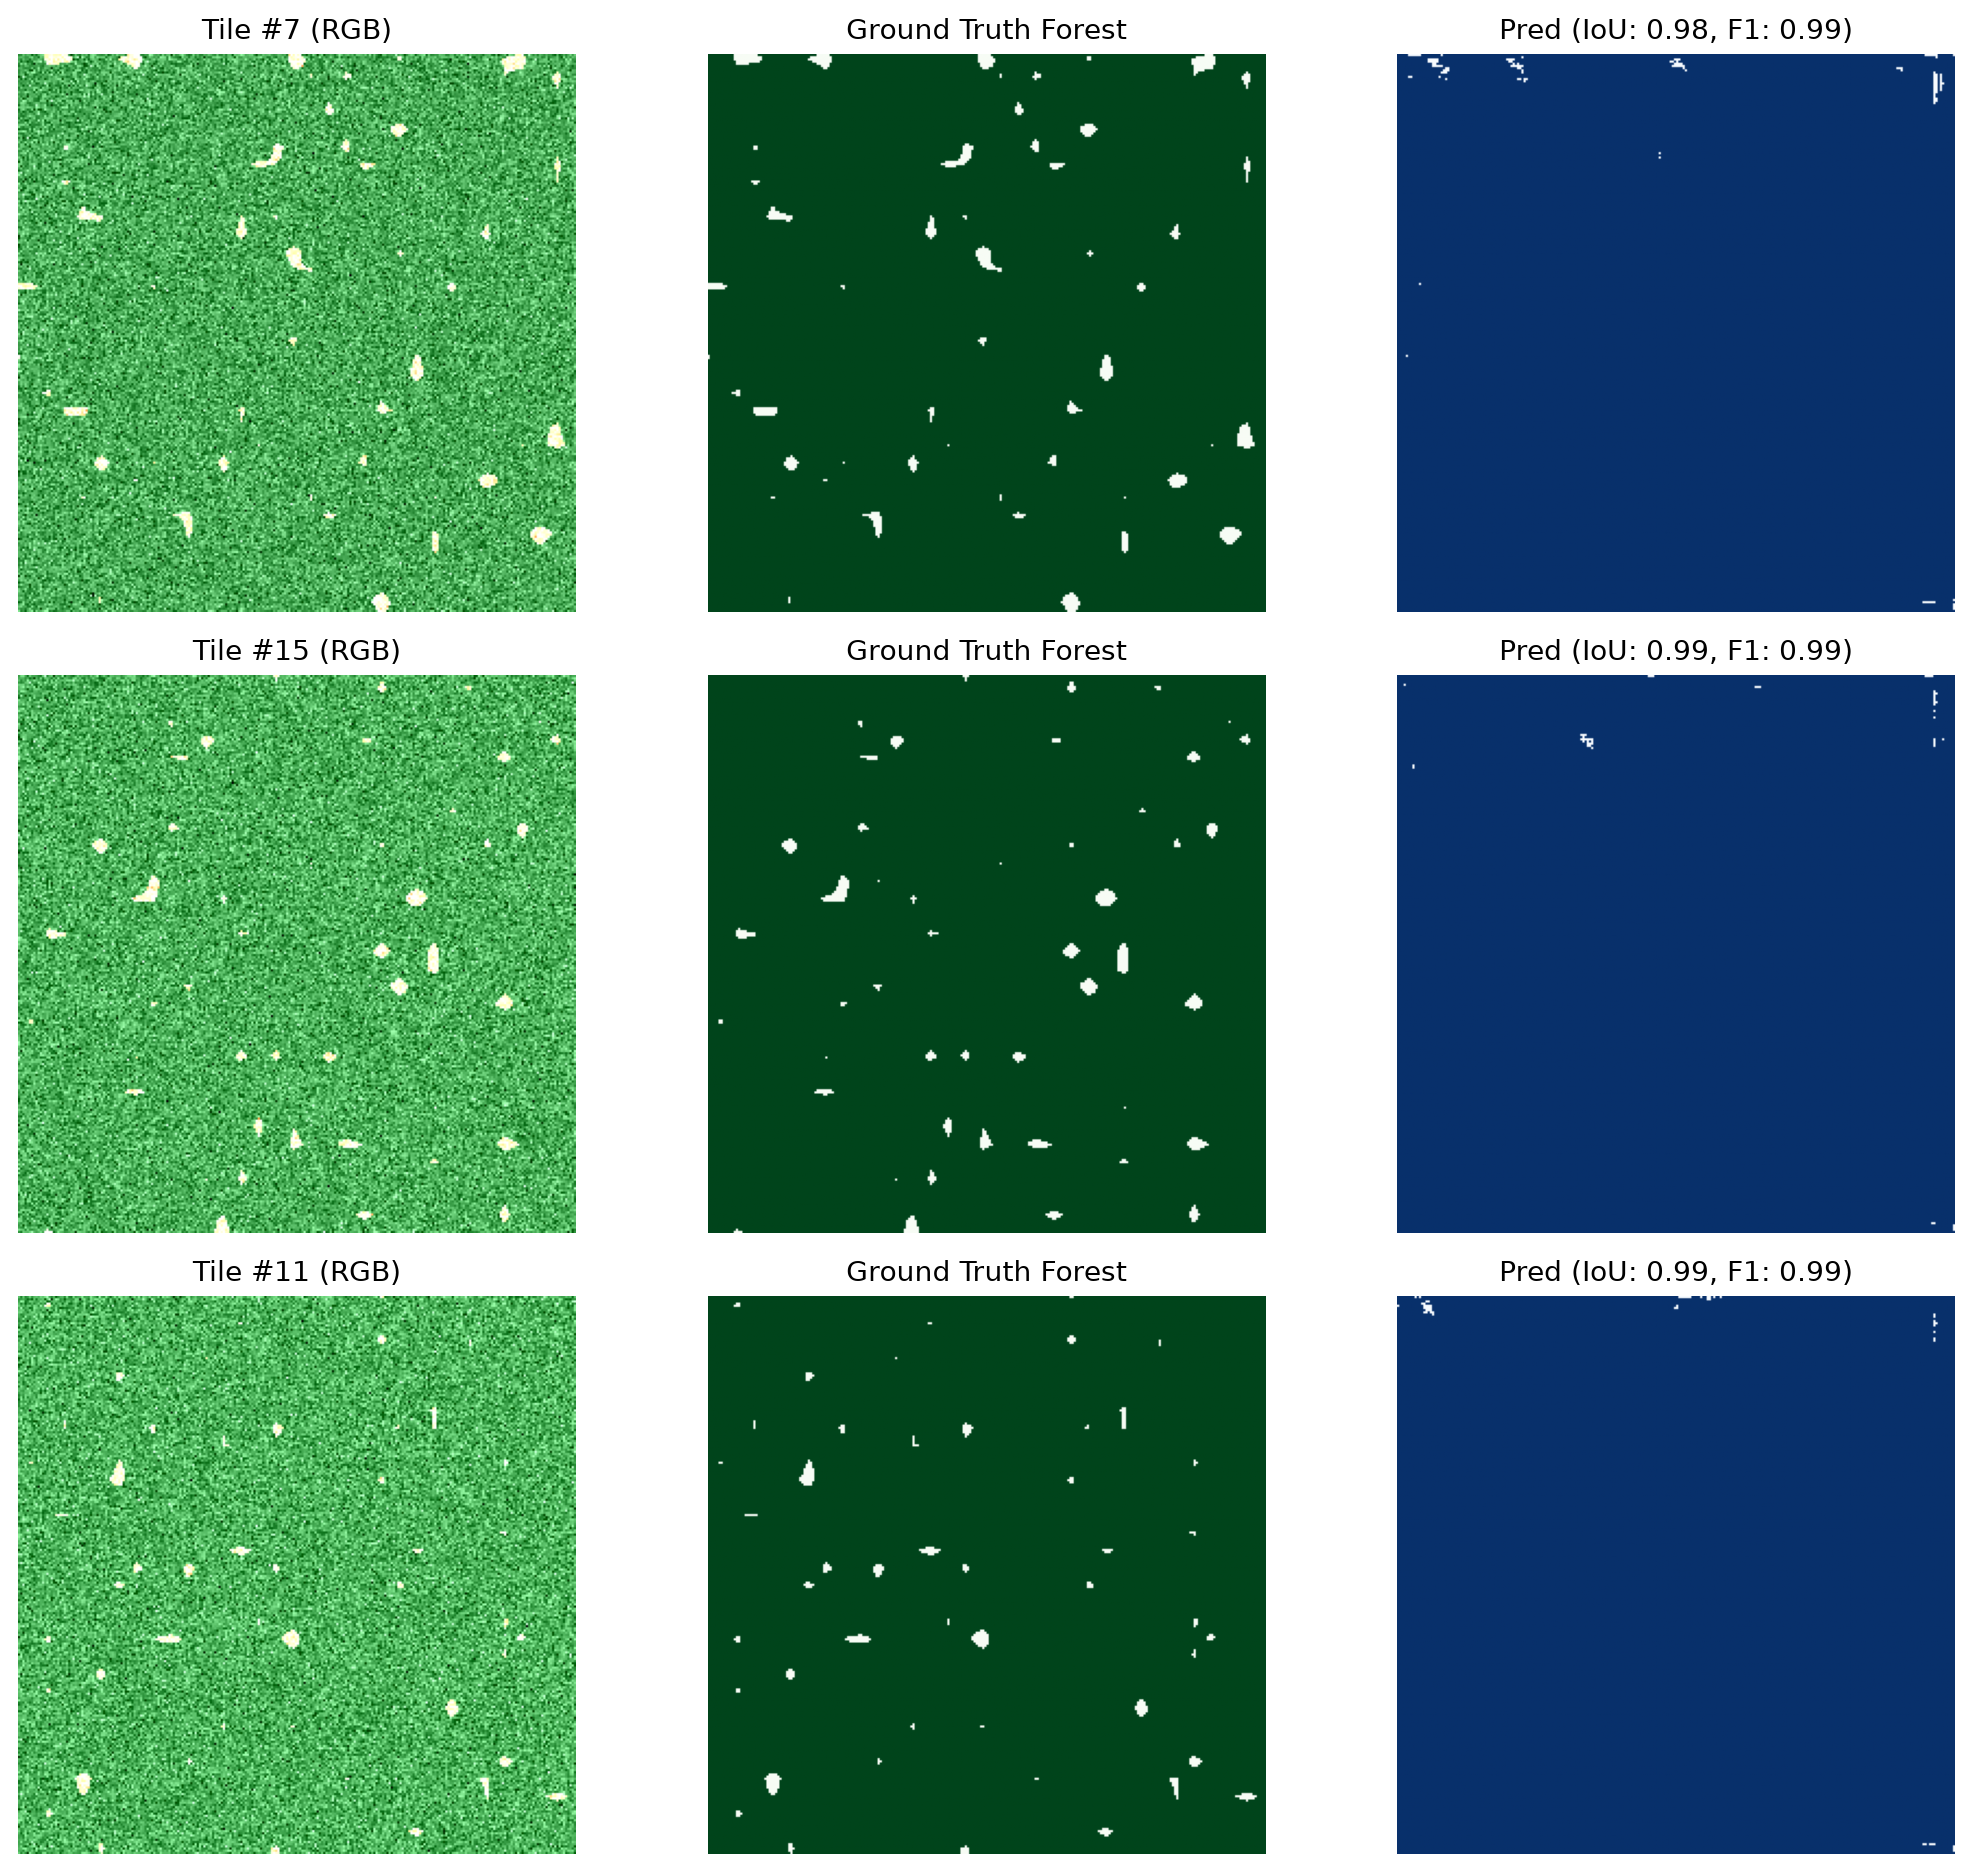 Tile #7 (RGB)
Ground Truth Forest
Pred (IoU: 0.98, F1: 0.99)
Tile #15 (RGB)
Ground Truth Forest
Pred (IoU: 0.99, F1: 0.99)
Tile #11 (RGB)
Ground Truth Forest
Pred (IoU: 0.99, F1: 0.99)